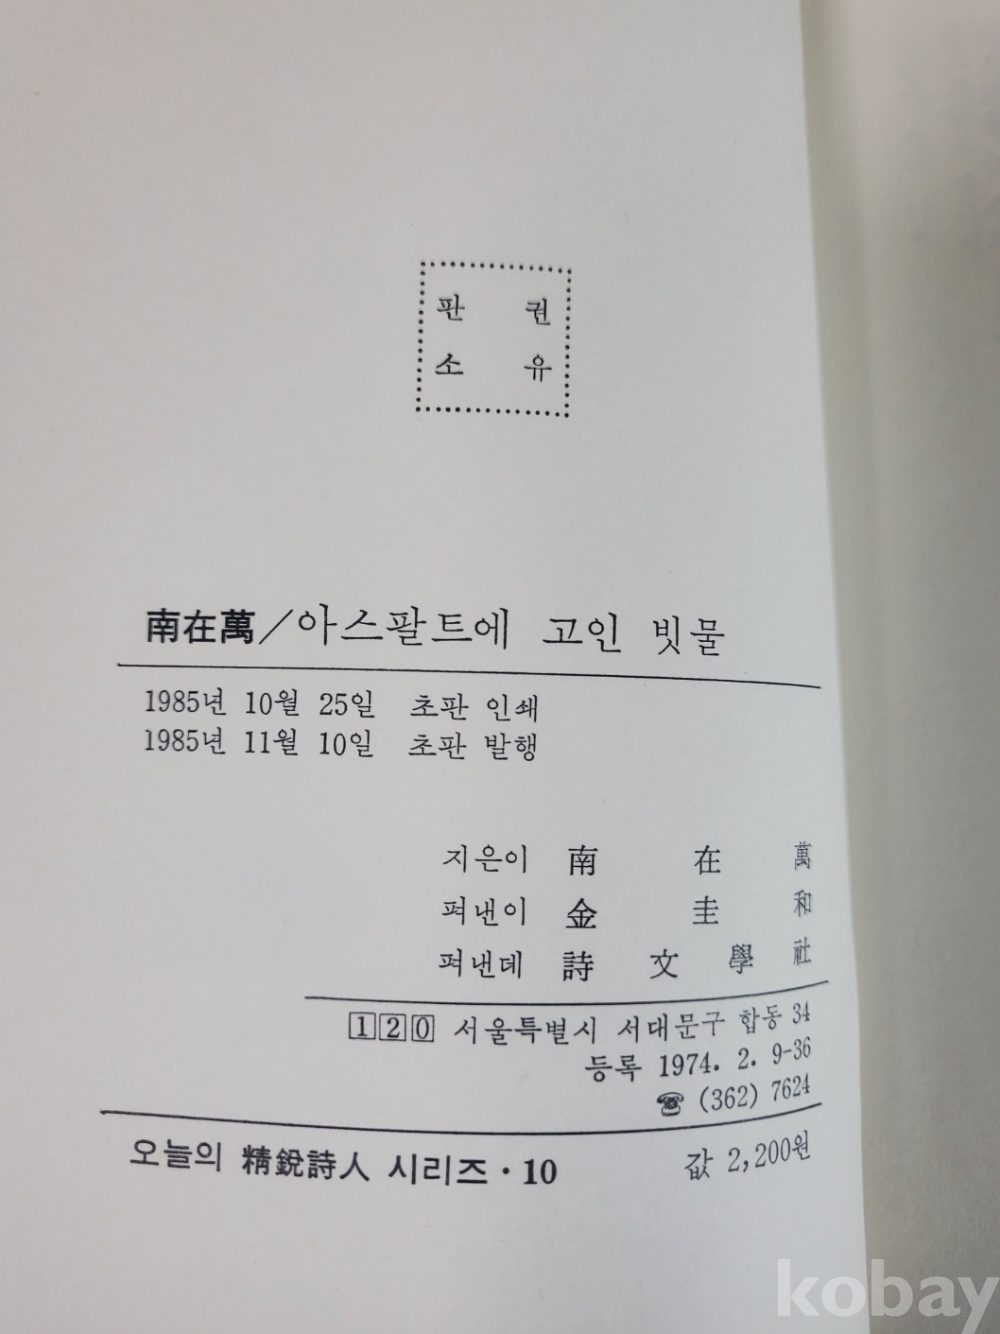 판 권
소 유
南在萬/아스팔트에 고인 빗물
1985년 10월 25일 초판 인쇄
1985년 11월 10일 초판 발행
지은이 南 在 萬
펴낸이 金 圭 和
펴낸데 詩 文 學 社
120 서울특별시 서대문구 합동 34
등록 1974. 2. 9-36
☎ (362) 7624
오늘의 精銳詩人 시리즈·10 값 2,200원
kobay